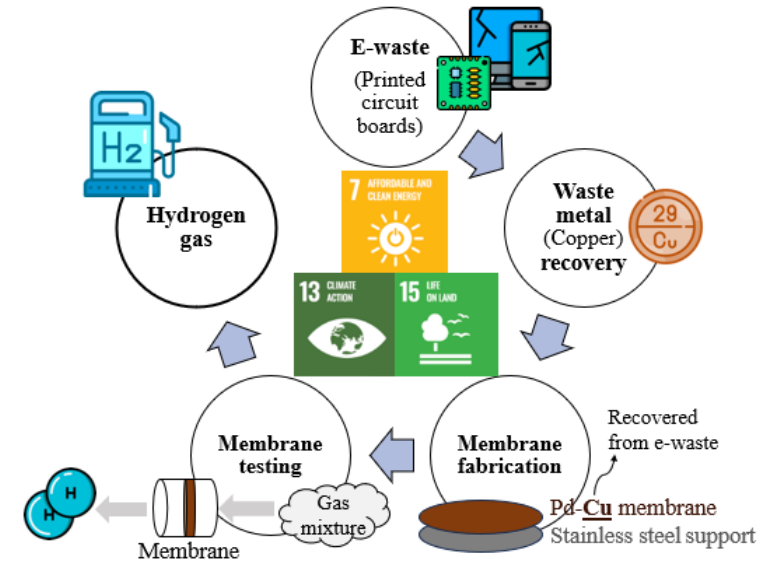 E-waste
(Printed
circuit
boards)
H2
Hydrogen
gas
7 AFFORDABLE AND
CLEAN ENERGY
Waste
metal
(Copper)
recovery
29
Cu
13 CLIMATE
ACTION
15 LIFE
ON LAND
Membrane
testing
Membrane
fabrication
Recovered
from e-waste
H
H
Gas
mixture
Membrane
Pd-Cu membrane
Stainless steel support